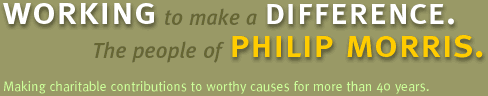 WORKING to make a DIFFERENCE.
The people of PHILIP MORRIS.
Making charitable contributions to worthy causes for more than 40 years.